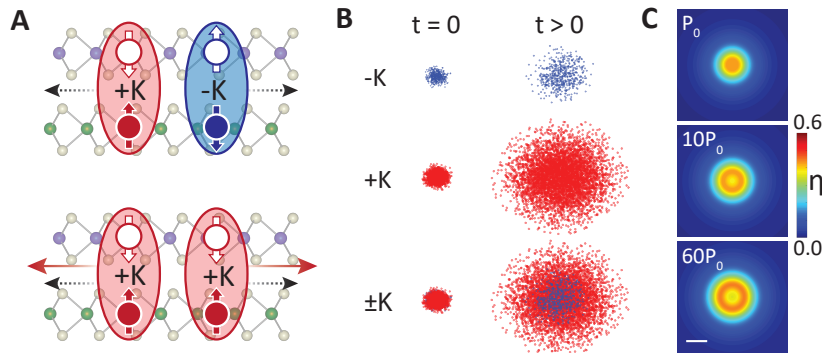 A
+K -K
+K +K
B
t = 0 t > 0
-K
+K
±K
C
P₀
10P₀
60P₀
0.6
η
0.0